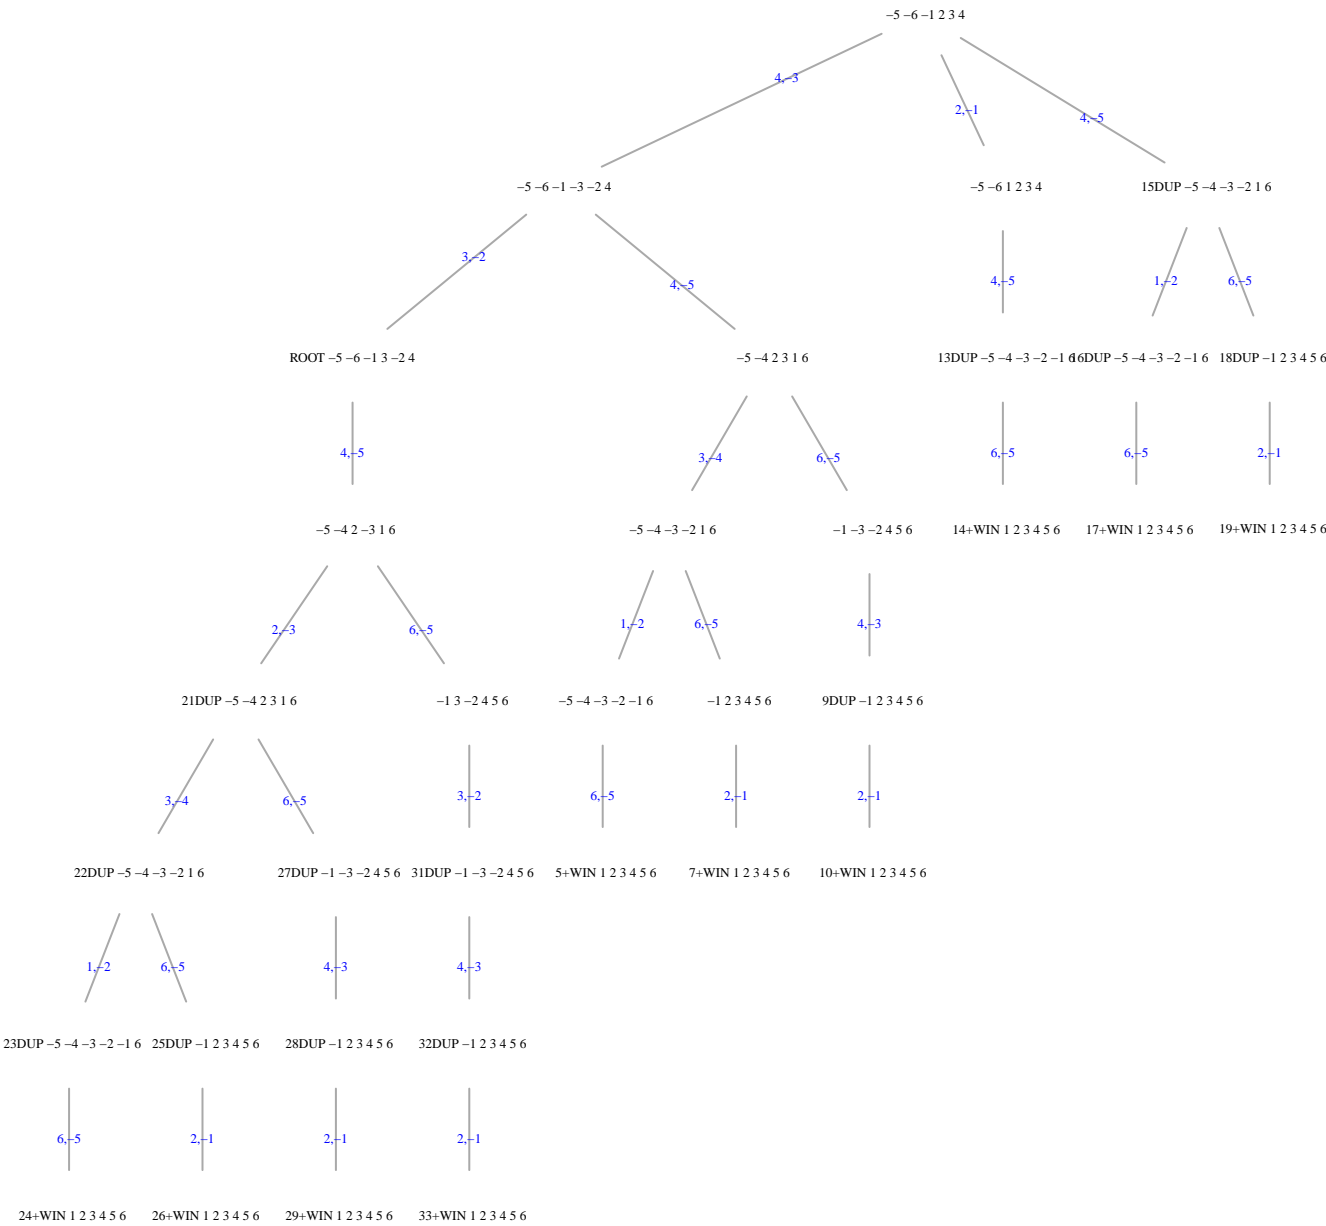 −5 −6 −1 2 3 4
4,−3
2,−1
4,−5
−5 −6 −1 −3 −2 4
−5 −6 1 2 3 4
15DUP −5 −4 −3 −2 1 6
3,−2
4,−5
4,−5
1,−2
6,−5
ROOT −5 −6 −1 3 −2 4
−5 −4 2 3 1 6
13DUP −5 −4 −3 −2 −1 6
16DUP −5 −4 −3 −2 −1 6
18DUP −1 2 3 4 5 6
4,−5
3,−4
6,−5
6,−5
6,−5
2,−1
−5 −4 2 −3 1 6
−5 −4 −3 −2 1 6
−1 −3 −2 4 5 6
14+WIN 1 2 3 4 5 6
17+WIN 1 2 3 4 5 6
19+WIN 1 2 3 4 5 6
2,−3
6,−5
1,−2
6,−5
4,−3
21DUP −5 −4 2 3 1 6
−1 3 −2 4 5 6
−5 −4 −3 −2 −1 6
−1 2 3 4 5 6
9DUP −1 2 3 4 5 6
3,−4
6,−5
3,−2
6,−5
2,−1
2,−1
22DUP −5 −4 −3 −2 1 6
27DUP −1 −3 −2 4 5 6
31DUP −1 −3 −2 4 5 6
5+WIN 1 2 3 4 5 6
7+WIN 1 2 3 4 5 6
10+WIN 1 2 3 4 5 6
1,−2
6,−5
4,−3
4,−3
23DUP −5 −4 −3 −2 −1 6
25DUP −1 2 3 4 5 6
28DUP −1 2 3 4 5 6
32DUP −1 2 3 4 5 6
6,−5
2,−1
2,−1
2,−1
24+WIN 1 2 3 4 5 6
26+WIN 1 2 3 4 5 6
29+WIN 1 2 3 4 5 6
33+WIN 1 2 3 4 5 6